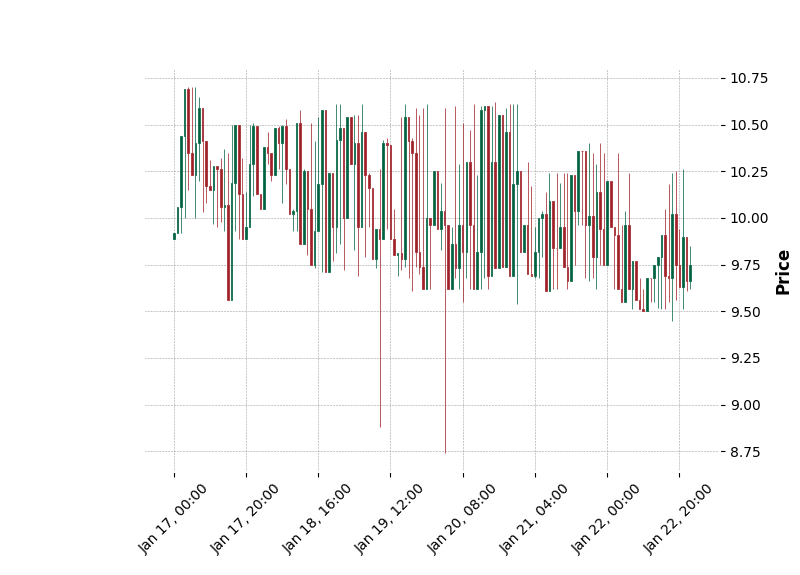 10.75
10.50
10.25
10.00
9.75
9.50
9.25
9.00
8.75
Price
Jan 17, 00:00
Jan 17, 20:00
Jan 18, 16:00
Jan 19, 12:00
Jan 20, 08:00
Jan 21, 04:00
Jan 22, 00:00
Jan 22, 20:00